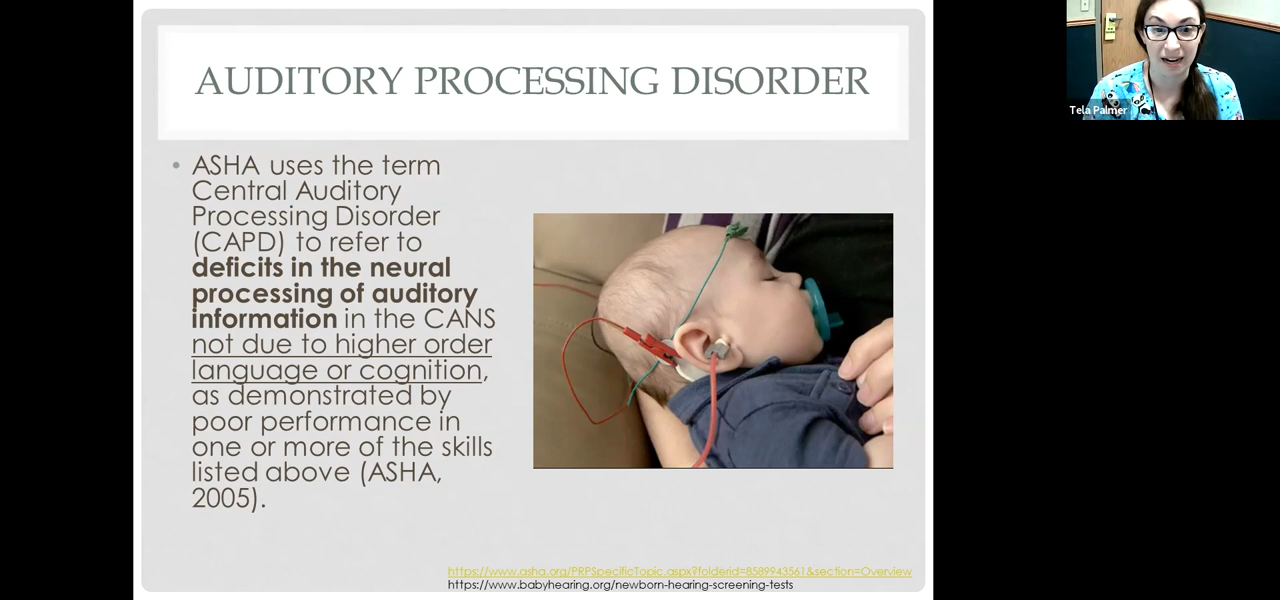 AUDITORY PROCESSING DISORDER
• ASHA uses the term
Central Auditory
Processing Disorder
(CAPD) to refer to
deficits in the neural
processing of auditory
information in the CANS
not due to higher order
language or cognition,
as demonstrated by
poor performance in
one or more of the skills
listed above (ASHA,
2005).
https://www.asha.org/PRPSpecificTopic.aspx?folderid=8589943561&section=Overview
https://www.babyhearing.org/newborn-hearing-screening-tests
Tela Palmer